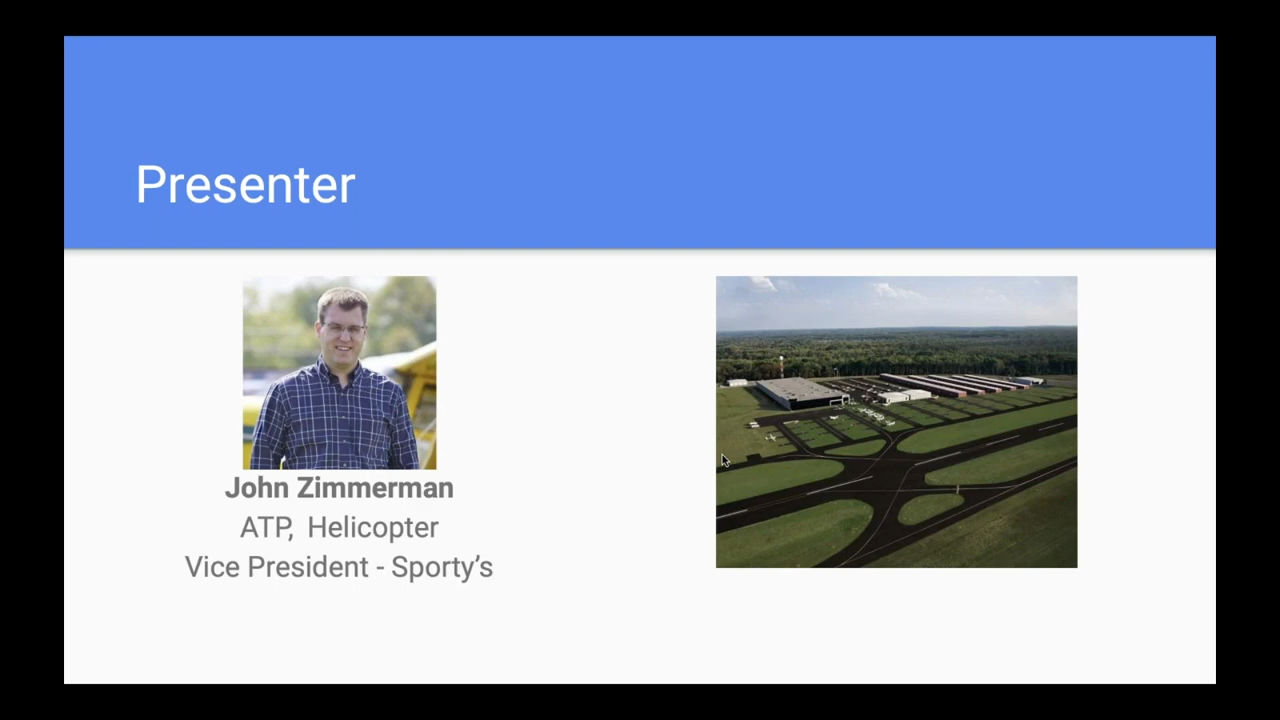 Presenter
John Zimmerman
ATP, Helicopter
Vice President - Sporty’s